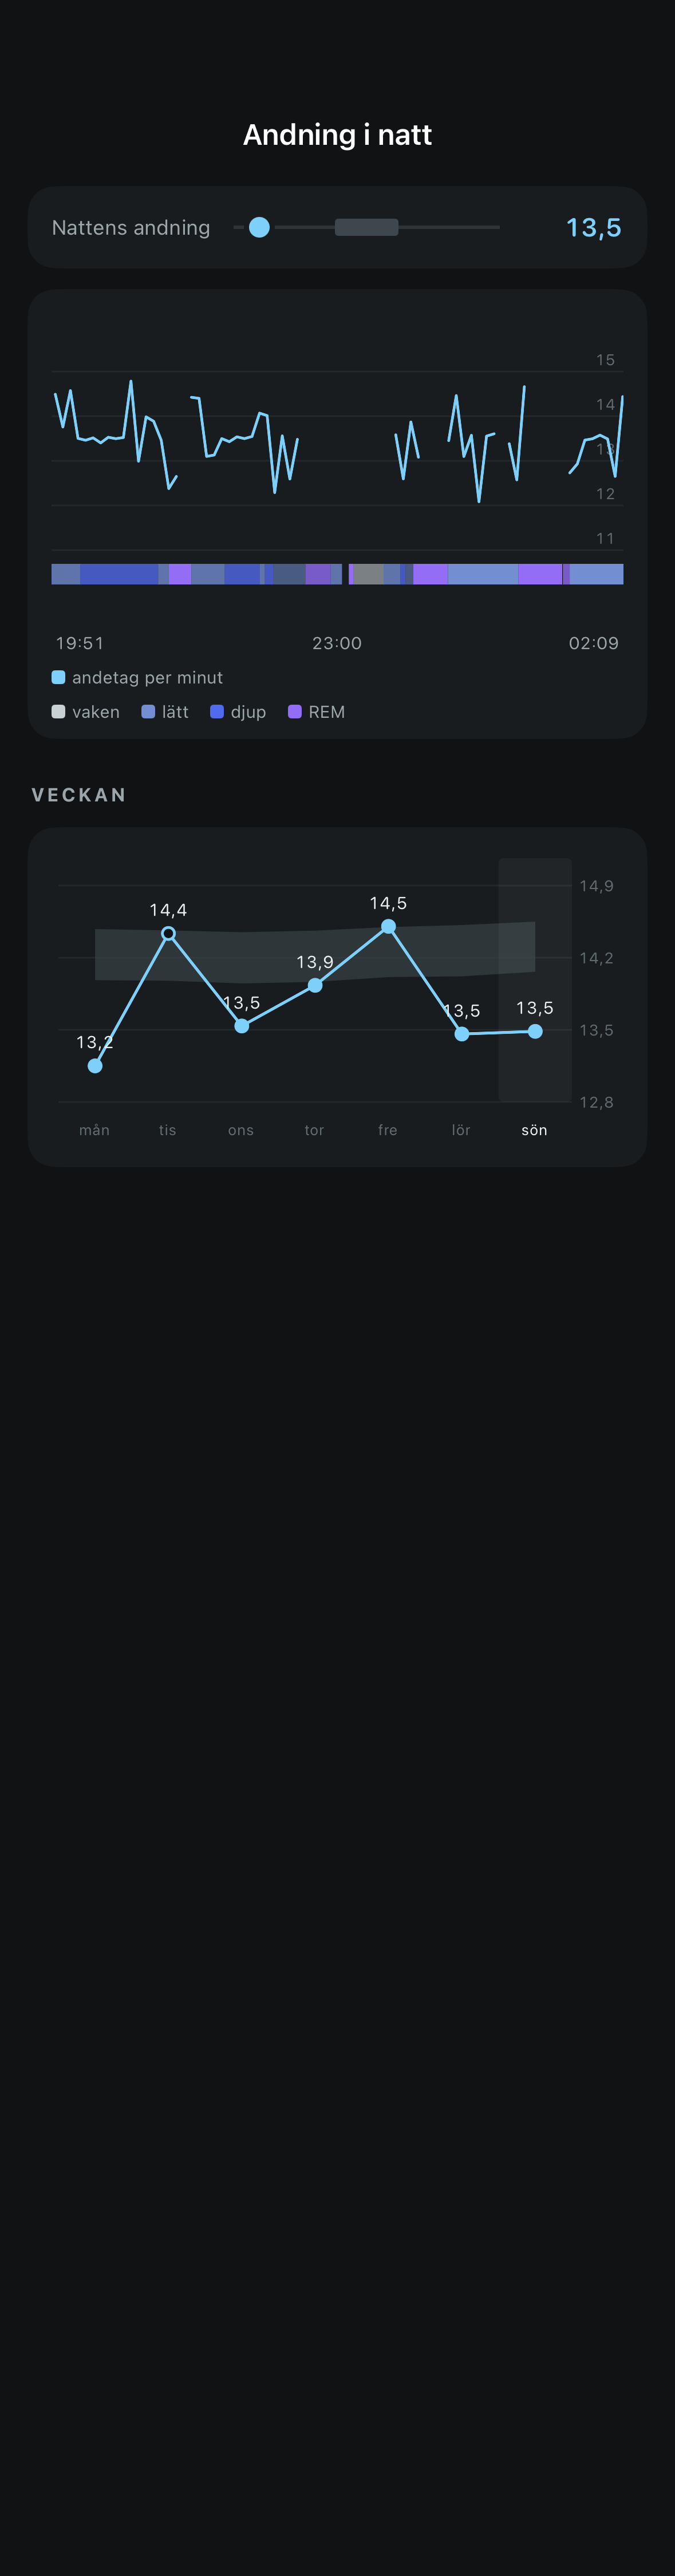 Andning i natt
Nattens andning 13,5
15
14
13
12
11
19:51 23:00 02:09
andetag per minut
vaken lätt djup REM
VECKAN
14,9
14,4 14,5
14,2
13,9
13,5 13,5 13,5
13,5
13,2
12,8
mån tis ons tor fre lör sön